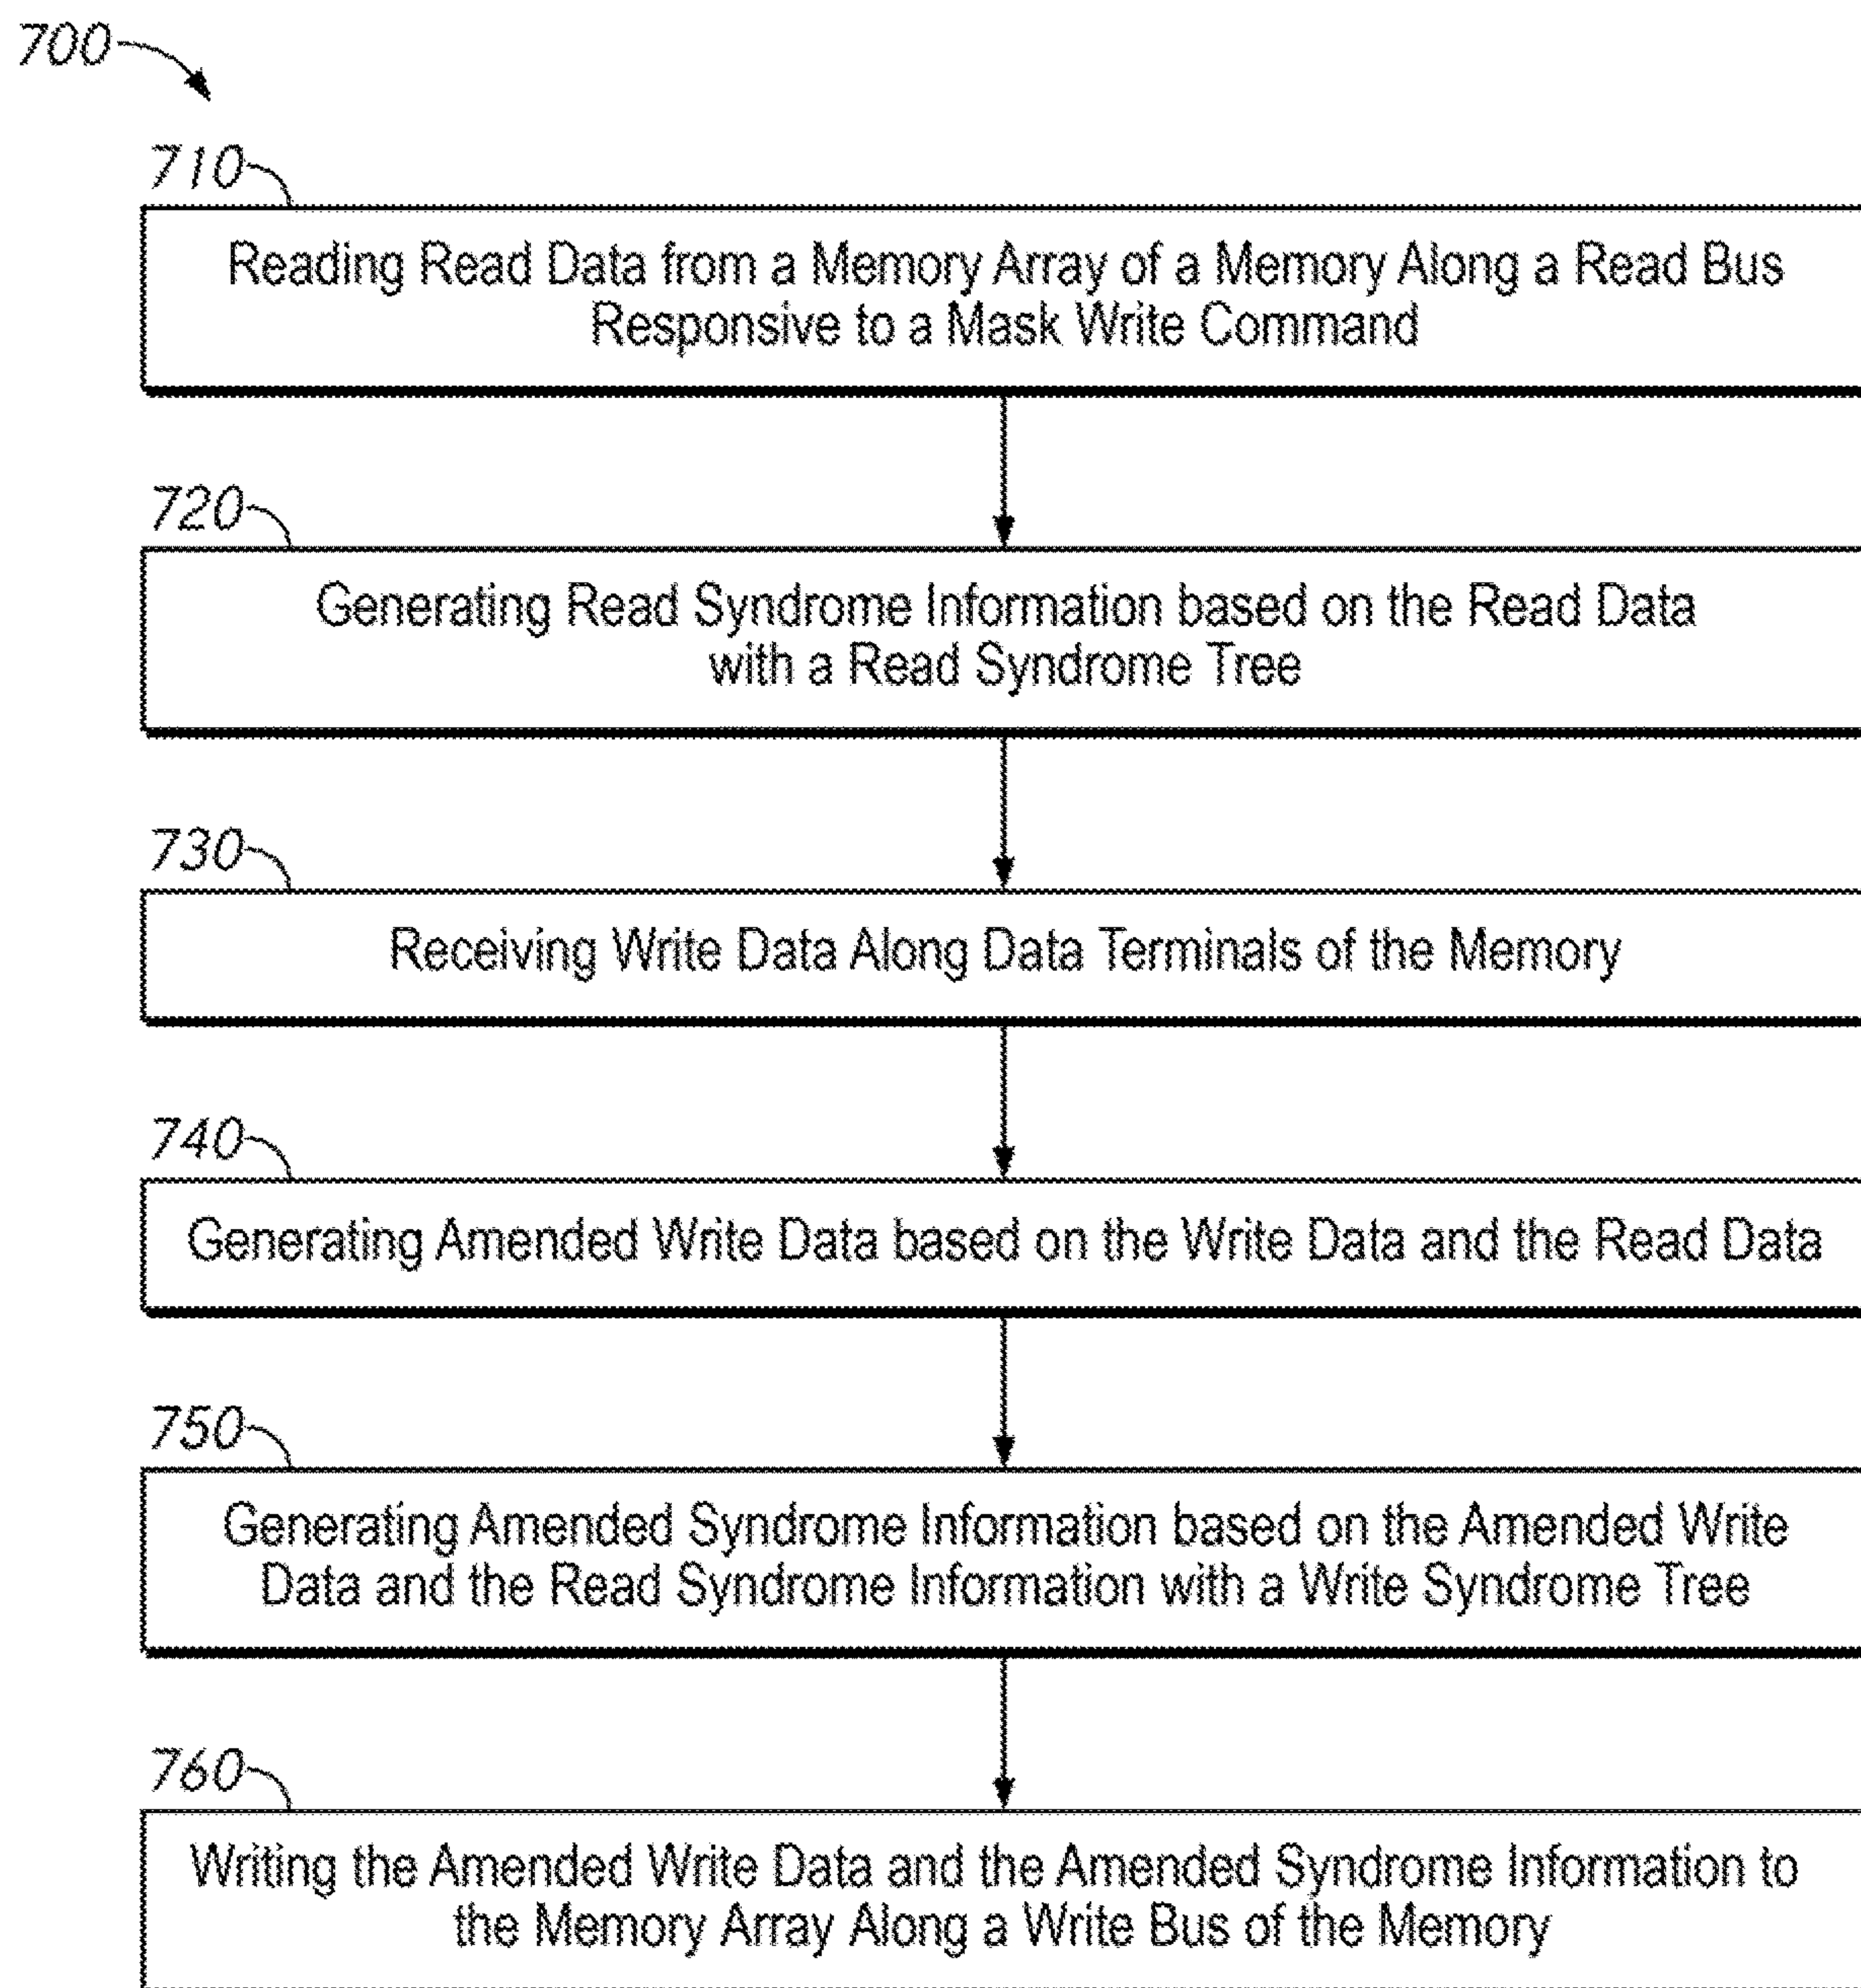 700
710
Reading Read Data from a Memory Array of a Memory Along a Read Bus
Responsive to a Mask Write Command
720
Generating Read Syndrome Information based on the Read Data
with a Read Syndrome Tree
730
Receiving Write Data Along Data Terminals of the Memory
740
Generating Amended Write Data based on the Write Data and the Read Data
750
Generating Amended Syndrome Information based on the Amended Write
Data and the Read Syndrome Information with a Write Syndrome Tree
760
Writing the Amended Write Data and the Amended Syndrome Information to
the Memory Array Along a Write Bus of the Memory